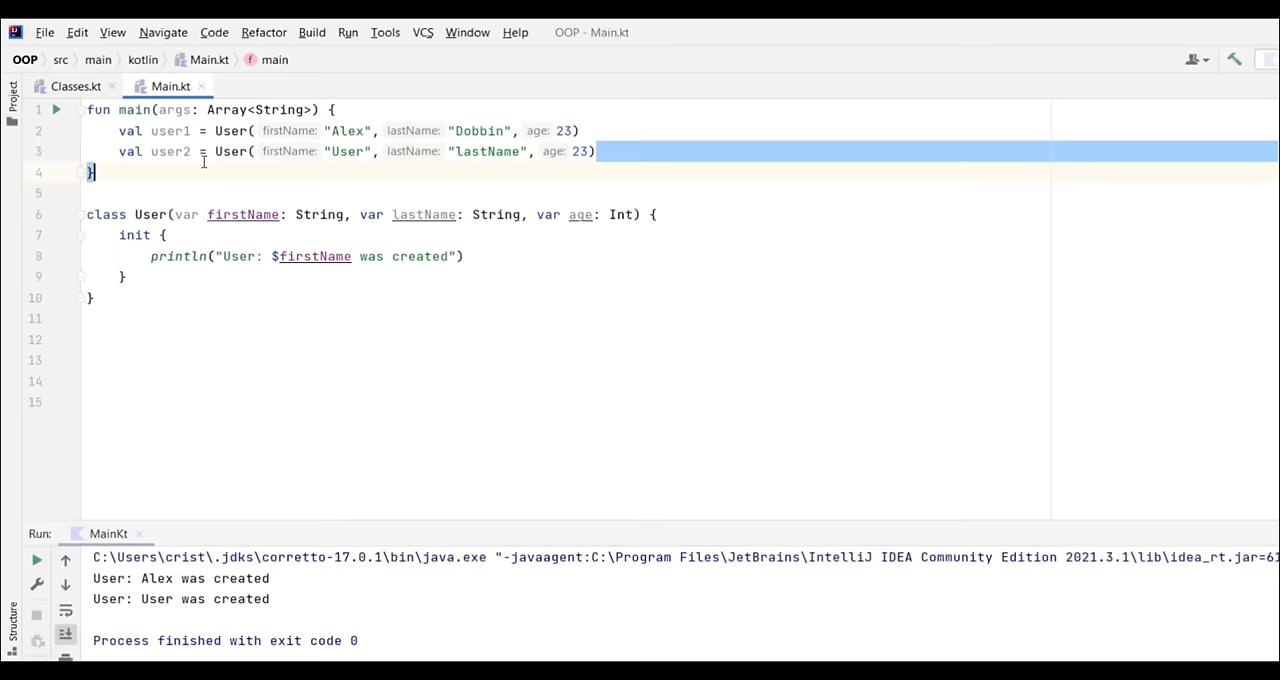 File Edit View Navigate Code Refactor Build Run Tools VCS Window Help OOP - Main.kt
OOP src main kotlin Main.kt main
Classes.kt Main.kt
Project
1 fun main(args: Array<String>) {
2 val user1 = User( firstName: "Alex", lastName: "Dobbin", age: 23)
3 val user2 = User( firstName: "User", lastName: "lastName", age: 23)
4 }
5
6 class User(var firstName: String, var lastName: String, var age: Int) {
7 init {
8 println("User: $firstName was created")
9 }
10 }
11
12
13
14
15
Run: MainKt
C:\Users\crist\.jdks\corretto-17.0.1\bin\java.exe "-javaagent:C:\Program Files\JetBrains\IntelliJ IDEA Community Edition 2021.3.1\lib\idea_rt.jar=61
User: Alex was created
User: User was created
Structure
Process finished with exit code 0